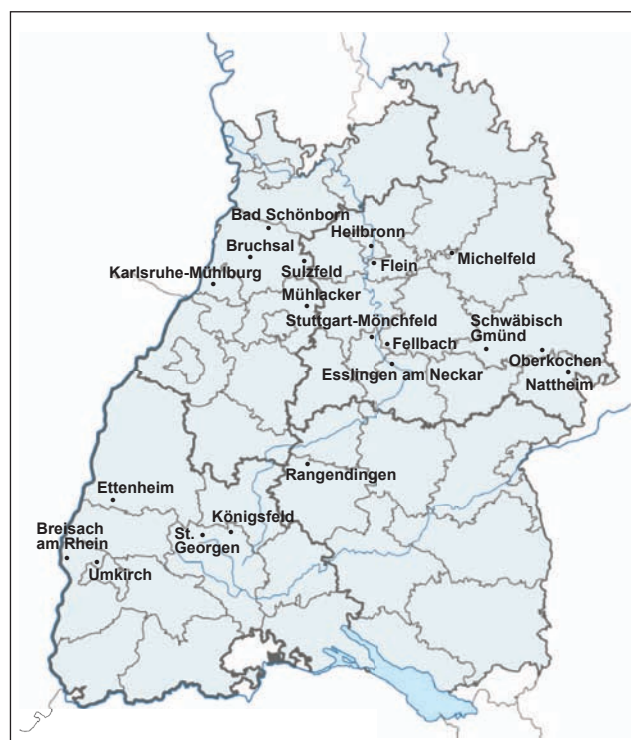 Bad Schönborn
Heilbronn
Bruchsal
Michelfeld
Sulzfeld
Flein
Karlsruhe-Mühlburg
Mühlacker
Stuttgart-Mönchfeld
Schwäbisch
Gmünd
Fellbach
Oberkochen
Esslingen am Neckar
Nattheim
Rangendingen
Ettenheim
Königsfeld
Breisach
am Rhein
St.
Georgen
Umkirch